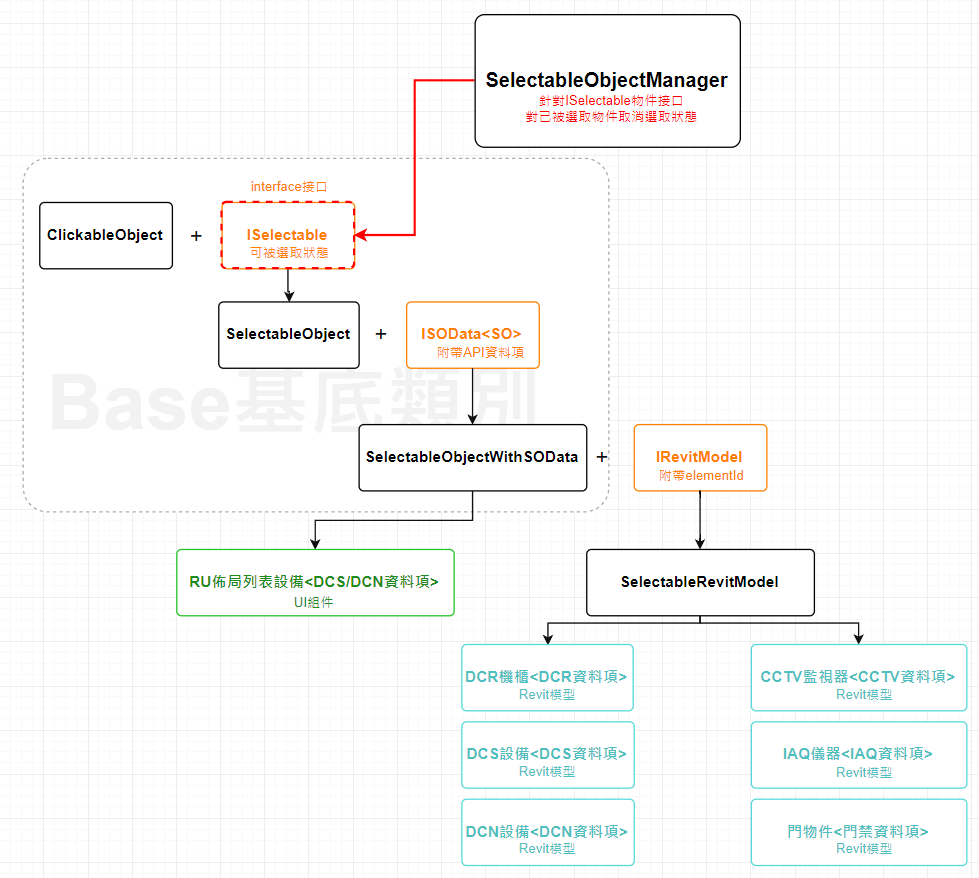 SelectableObjectManager
針對ISelectable物件接口
對已被選取物件取消選取狀態
interface接口
ClickableObject
+
ISelectable
可被選取狀態
SelectableObject
+
ISOData<SO>
附帶API資料項
Base基底類別
SelectableObjectWithSOData
+
IRevitModel
附帶elementId
RU佈局列表設備<DCS/DCN資料項>
UI組件
SelectableRevitModel
DCR機櫃<DCR資料項>
Revit模型
CCTV監視器<CCTV資料項>
Revit模型
DCS設備<DCS資料項>
Revit模型
IAQ儀器<IAQ資料項>
Revit模型
DCN設備<DCN資料項>
Revit模型
門物件<門禁資料項>
Revit模型